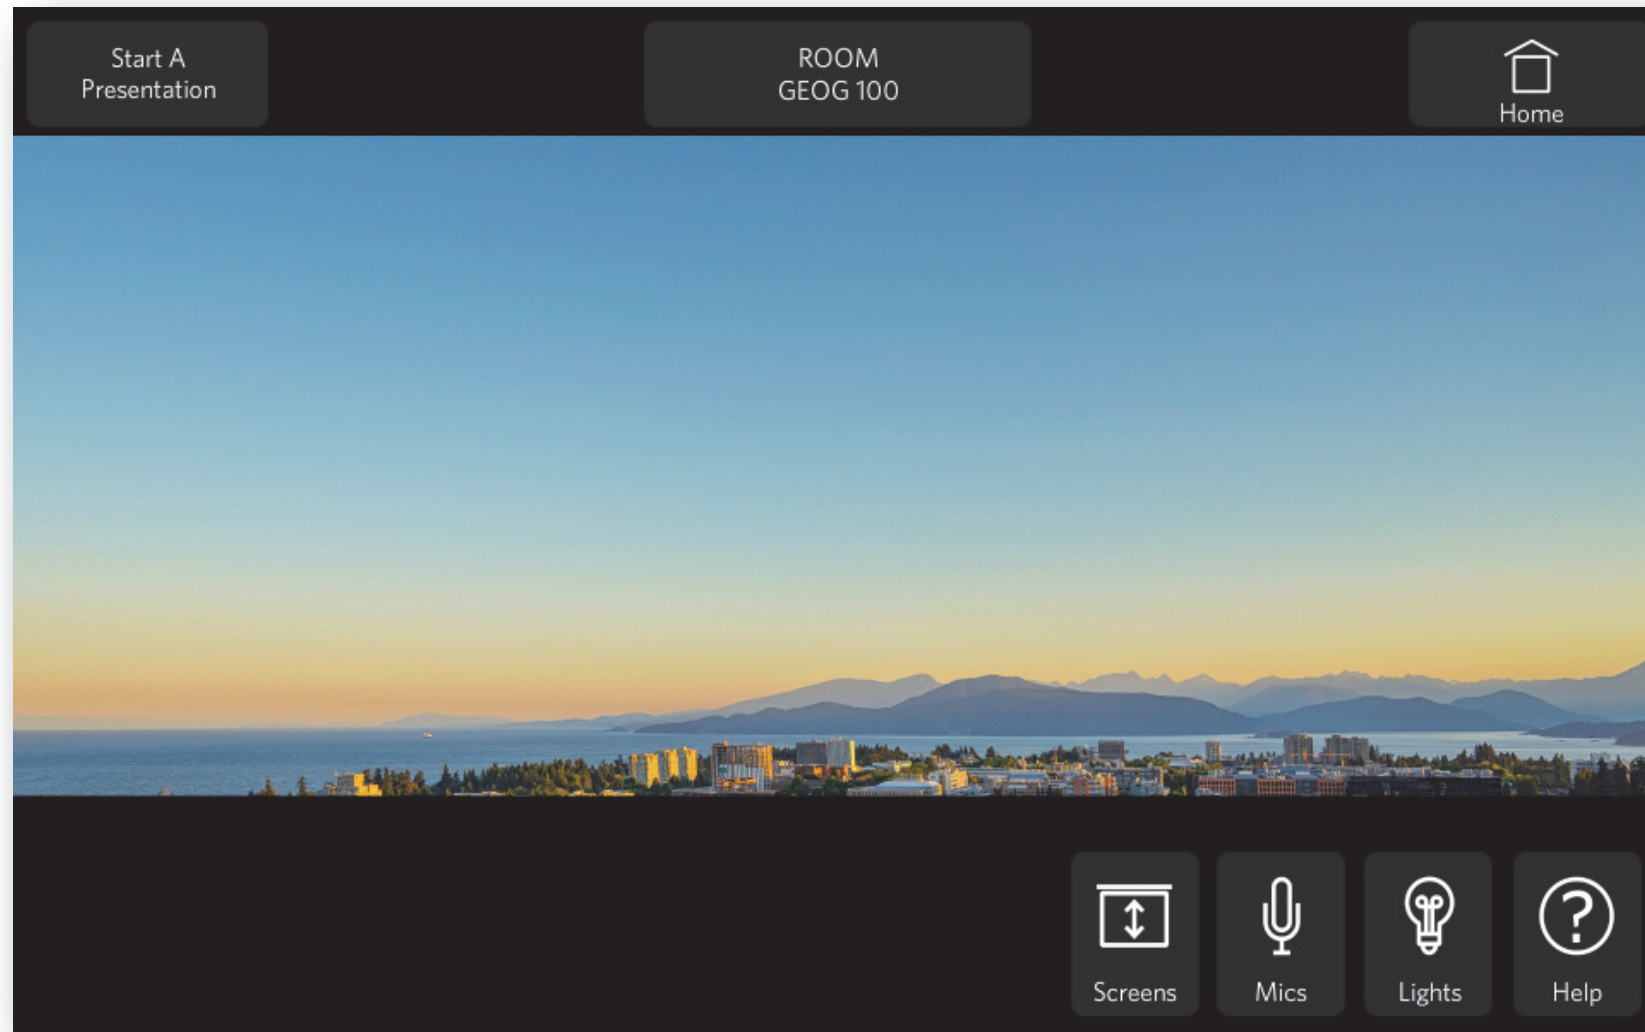 Start A
Presentation
ROOM
GEOG 100
Home
Screens
Mics
Lights
Help